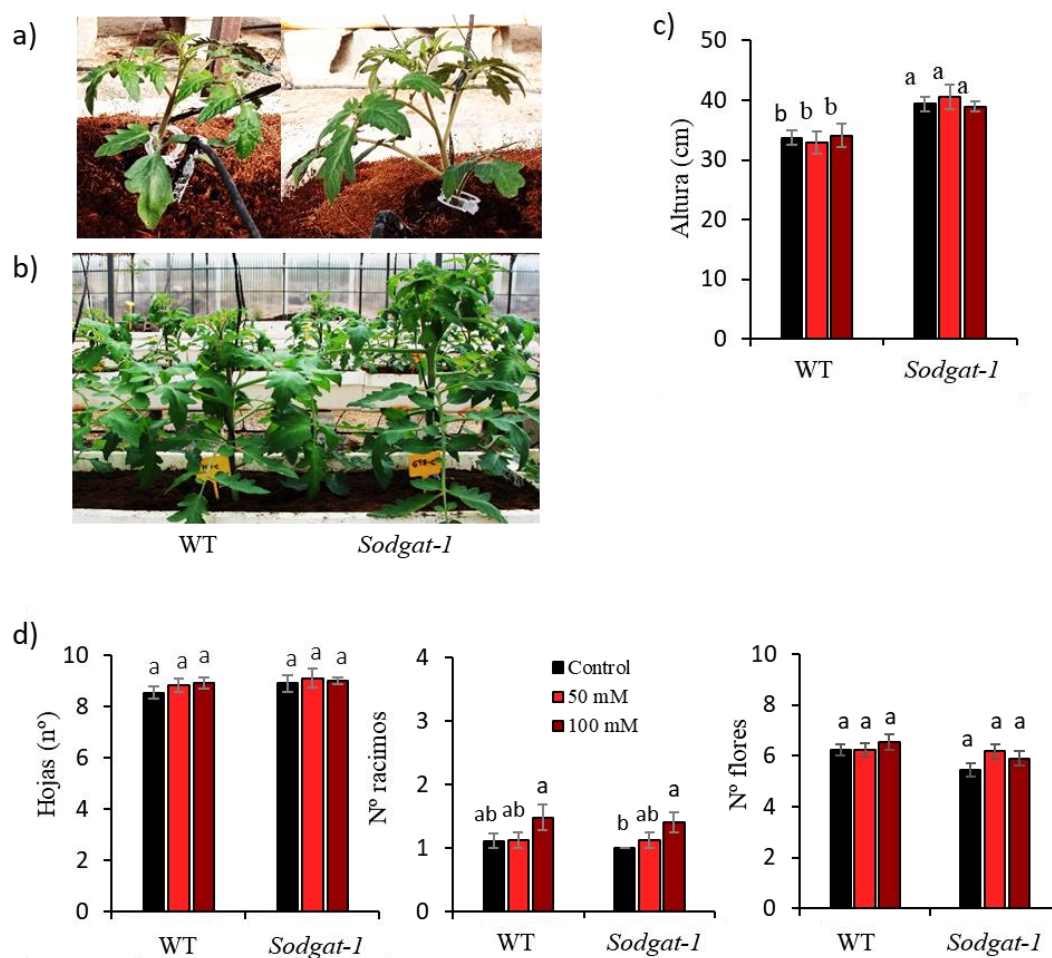 a)
b)
WT Sodgat-1
c)
Altura (cm)
50
40
30
20
10
0
b b b
a a a
WT Sodgat-1
d)
Hojas (nº)
10
8
6
4
2
0
a a a
a a a
WT Sodgat-1
Nº racimos
4
3
2
1
0
Control
50 mM
100 mM
ab ab a
b ab a
WT Sodgat-1
Nº flores
10
8
6
4
2
0
a a a
a a a
WT Sodgat-1